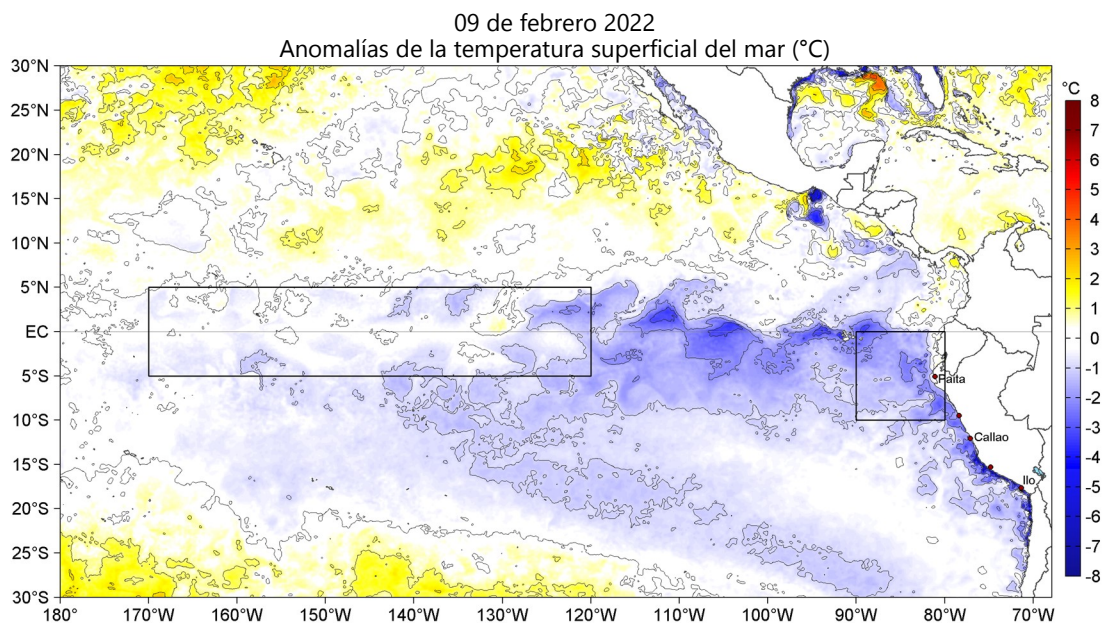 09 de febrero 2022
Anomalías de la temperatura superficial del mar (°C)
30°N
25°N
20°N
15°N
10°N
5°N
EC
5°S
10°S
15°S
20°S
25°S
30°S
180
170°W
160°W
150°W
140°W
130°W
120°W
110°W
100°W
90°W
80°W
70°W
Paita
Callao
Ilo
°C
8
7
6
5
4
3
2
1
0
-1
-2
-3
-4
-5
-6
-7
-8